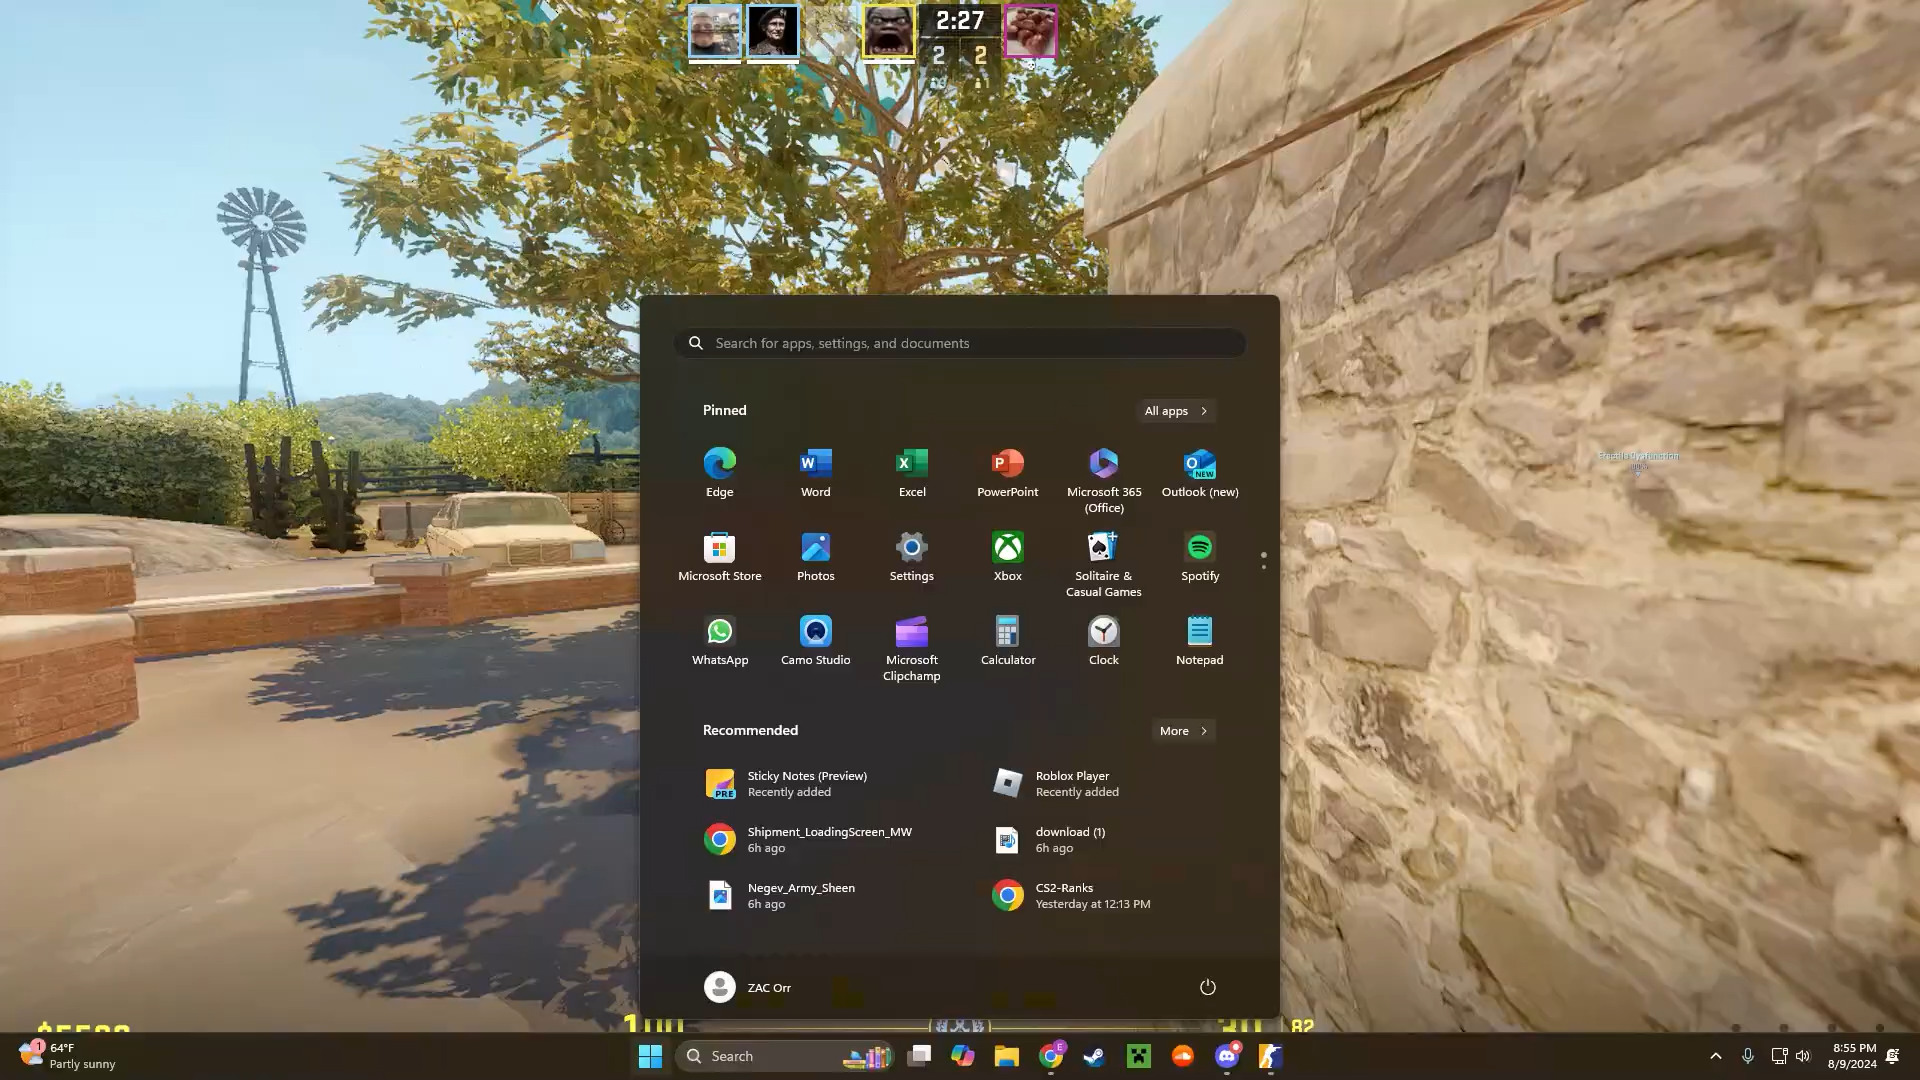 2:27
2 2
Search for apps, settings, and documents
Pinned
All apps
Edge
Word
Excel
PowerPoint
Microsoft 365
(Office)
Outlook (new)
Microsoft Store
Photos
Settings
Xbox
Solitaire &
Casual Games
Spotify
WhatsApp
Camo Studio
Microsoft
Clipchamp
Calculator
Clock
Notepad
Recommended
More
Sticky Notes (Preview)
Recently added
Roblox Player
Recently added
Shipment_LoadingScreen_MW
6h ago
download (1)
6h ago
Negev_Army_Sheen
6h ago
CS2-Ranks
Yesterday at 12:13 PM
ZAC Orr
100
30
82
1
64°F
Partly sunny
Search
8:55 PM
8/9/2024